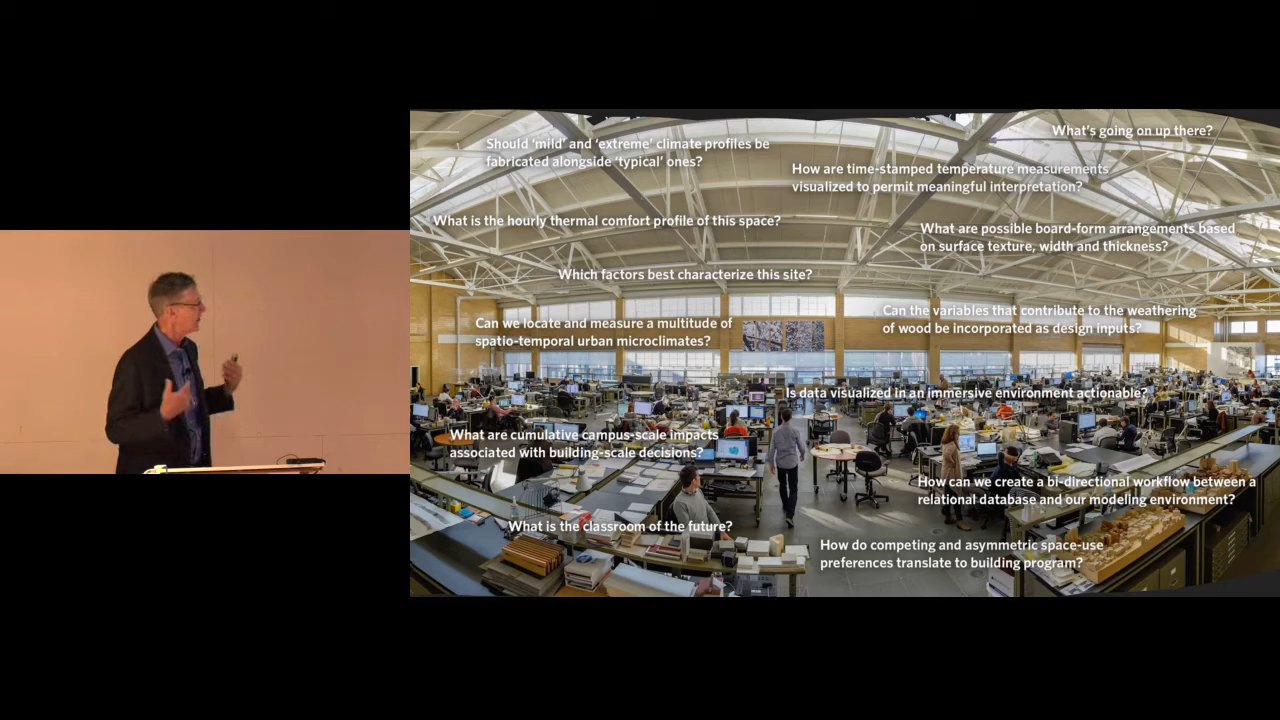 What's going on up there?
Should 'mild' and 'extreme' climate profiles be
fabricated alongside 'typical' ones?
How are time-stamped temperature measurements
visualized to permit meaningful interpretation?
What is the hourly thermal comfort profile of this space?
What are possible board-form arrangements based
on surface texture, width and thickness?
Which factors best characterize this site?
Can the variables that contribute to the weathering
of wood be incorporated as design inputs?
Can we locate and measure a multitude of
spatio-temporal urban microclimates?
Is data visualized in an immersive environment actionable?
What are cumulative campus-scale impacts
associated with building-scale decisions?
How can we create a bi-directional workflow between a
relational database and our modeling environment?
What is the classroom of the future?
How do competing and asymmetric space-use
preferences translate to building program?